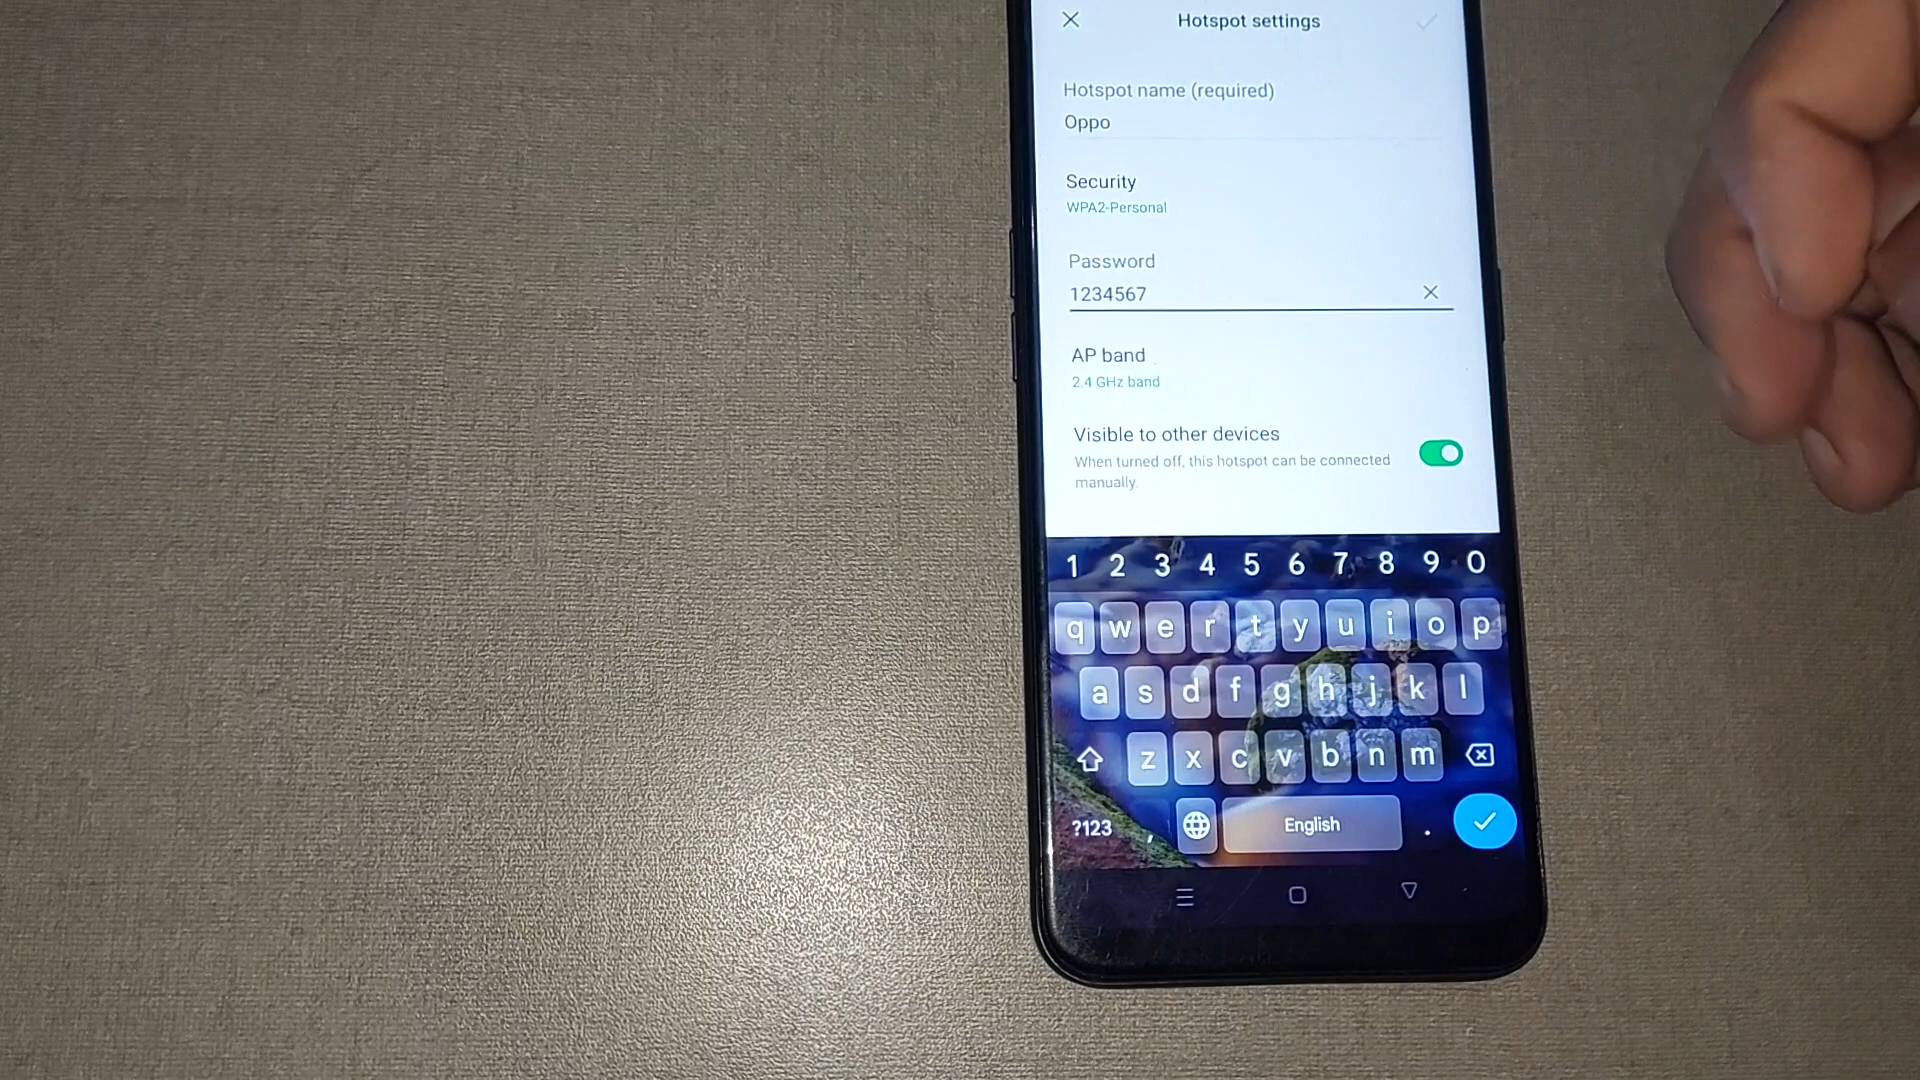 Hotspot settings
Hotspot name (required)
Oppo
Security
WPA2-Personal
Password
1234567
AP band
2.4 GHz band
Visible to other devices
When turned off, this hotspot can be connected
manually.
1 2 3 4 5 6 7 8 9 0
q w e r t y u i o p
a s d f g h j k l
z x c v b n m
?123 , English .